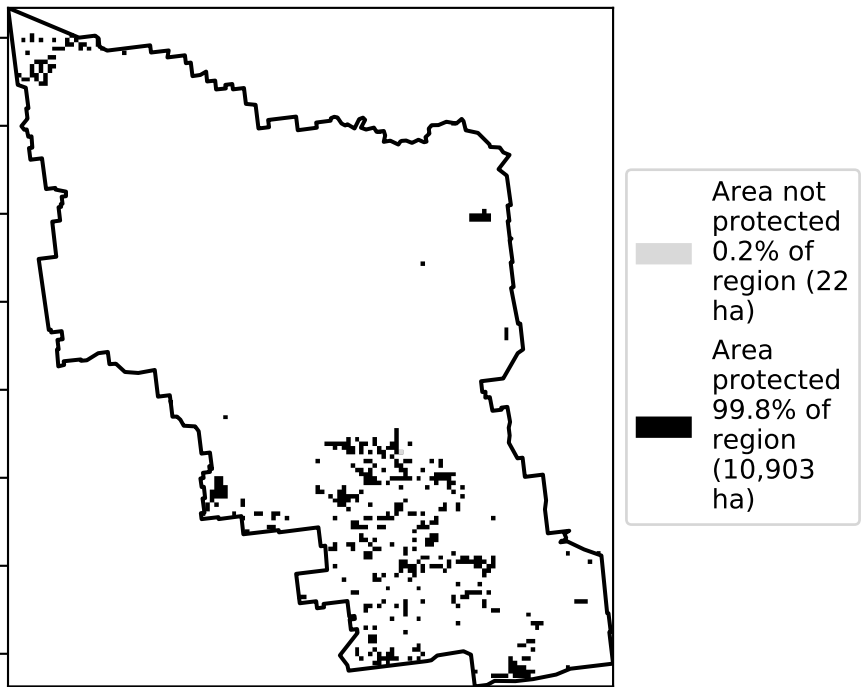 Area not
protected
0.2% of
region (22
ha)
Area
protected
99.8% of
region
(10,903
ha)